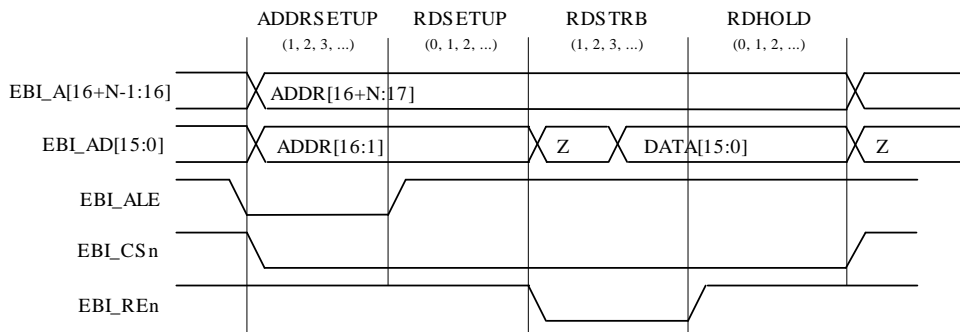 ADDRSETUP RDSETUP RDSTRB RDHOLD
(1, 2, 3, ...) (0, 1, 2, ...) (1, 2, 3, ...) (0, 1, 2, ...)
EBI_A[16+N-1:16] ADDR[16+N:17]
EBI_AD[15:0] ADDR[16:1] Z DATA[15:0] Z
EBI_ALE
EBI_CSn
EBI_REn